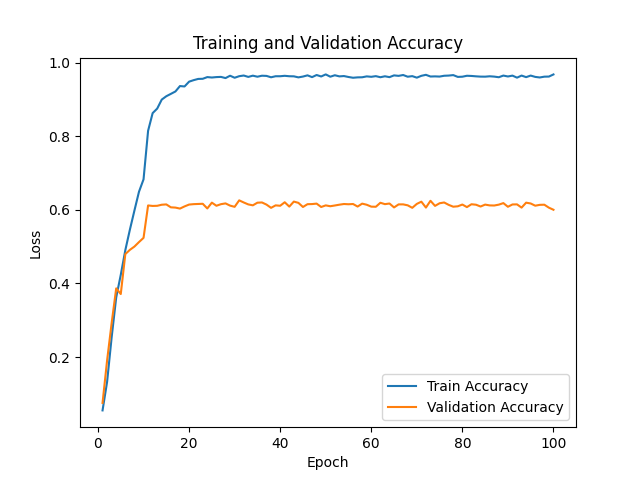 Training and Validation Accuracy
1.0
0.8
0.6
0.4
0.2
Loss
0 20 40 60 80 100
Epoch
Train Accuracy
Validation Accuracy